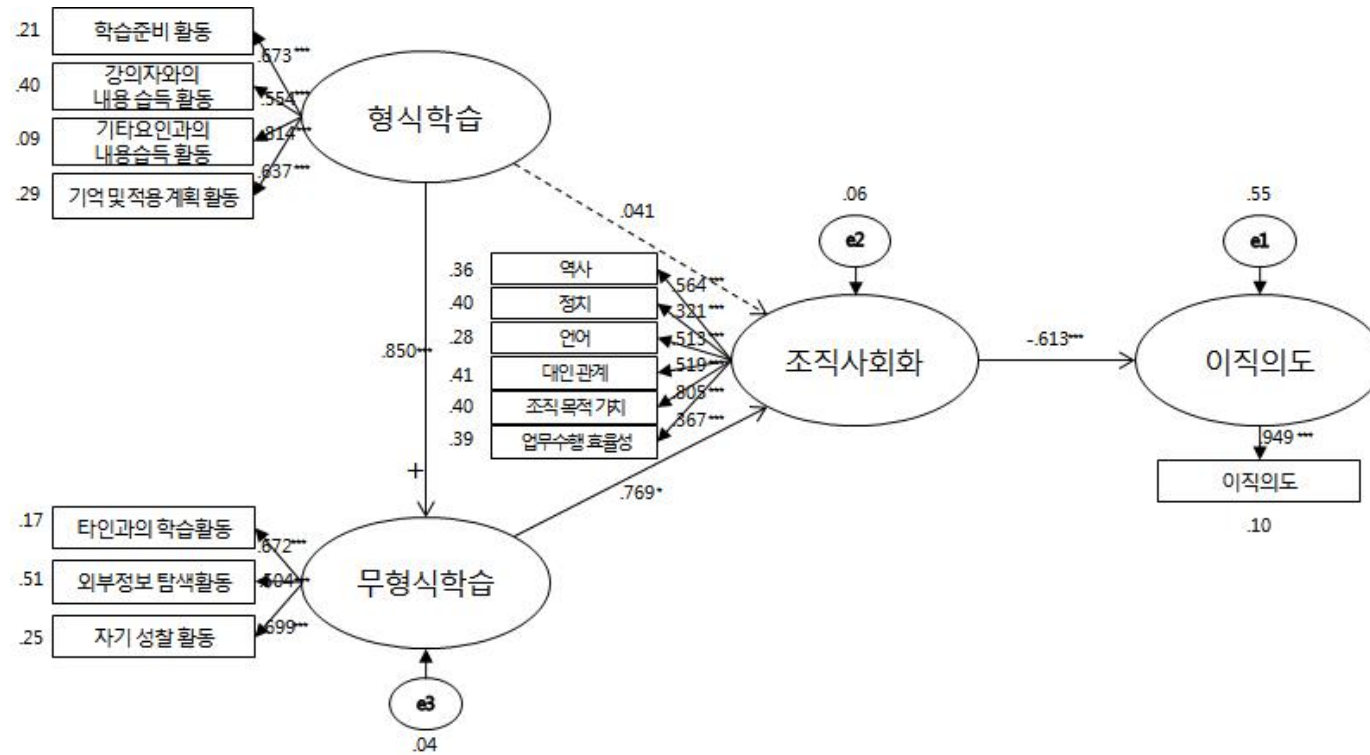 .21
학습준비 활동
.673***
.40
강의자와의
내용 습득 활동
.554***
.09
기타요인과의
내용습득 활동
.814***
.29
기억 및 적용 계획 활동
.637***
형식학습
.041
.06
e2
.55
e1
.36
역사
.564***
.40
정치
.321***
.28
언어
.513***
.41
대인 관계
.519***
.40
조직 목적 가치
.805***
.39
업무수행 효율성
.367***
조직사회화
-.613***
이직의도
.949***
이직의도
.10
.850***
+
.769*
.17
타인과의 학습활동
.672***
.51
외부정보 탐색활동
.504***
.25
자기 성찰 활동
.699***
무형식학습
e3
.04